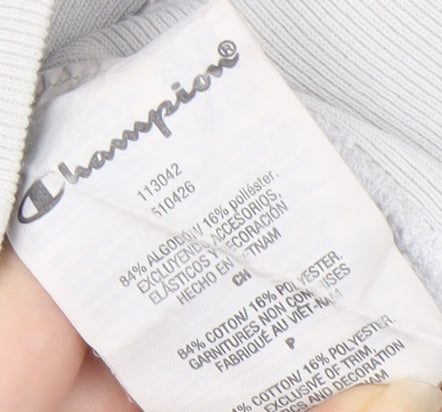 Champion®
113042
510426
84% ALGODÓN/ 16% poliéster.
EXCLUYENDO ACCESORIOS,
ELÁSTICOS Y DECORACIÓN
HECHO EN VIETNAM
CH
84% COTON/ 16% POLYESTER.
GARNITURES NON COMPRISES
FABRIQUÉ AU VIÊT-NAM
P
COTTON/ 16% POLYESTER.
EXCLUSIVE OF TRIM,
AND DECORATION